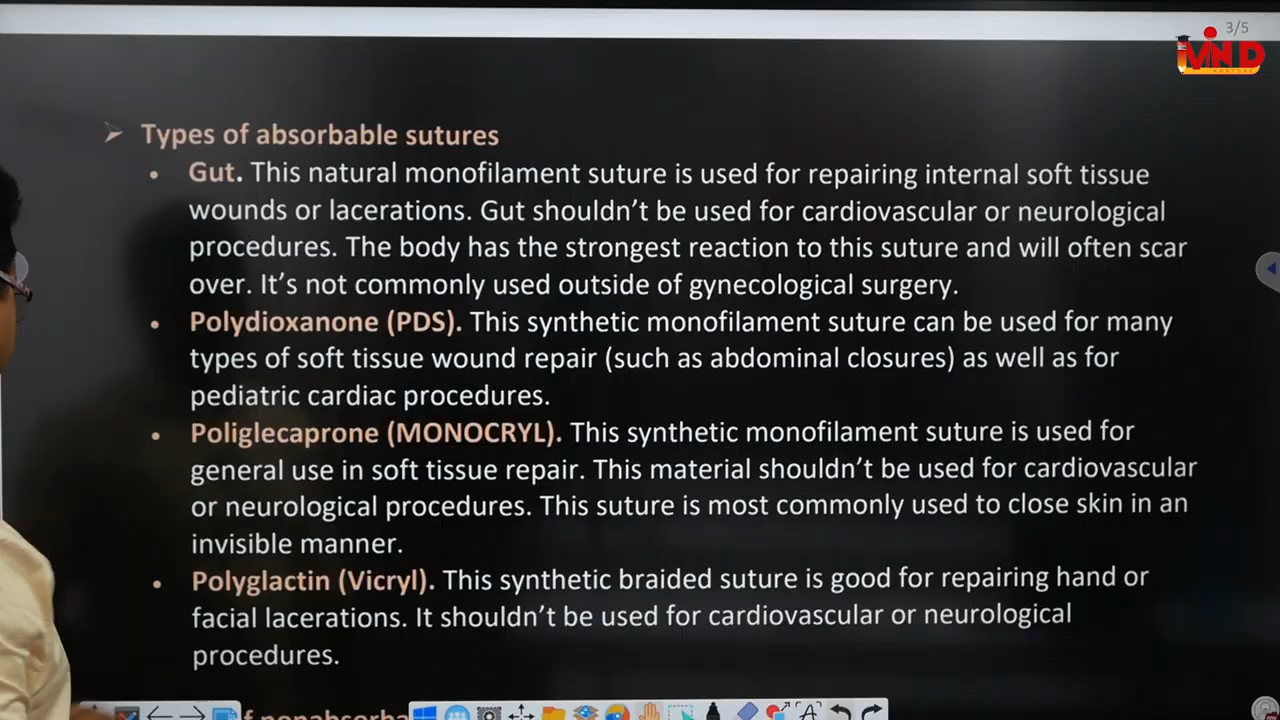 3/5
MIND
NURTURE
Types of absorbable sutures
Gut. This natural monofilament suture is used for repairing internal soft tissue
wounds or lacerations. Gut shouldn’t be used for cardiovascular or neurological
procedures. The body has the strongest reaction to this suture and will often scar
over. It’s not commonly used outside of gynecological surgery.
Polydioxanone (PDS). This synthetic monofilament suture can be used for many
types of soft tissue wound repair (such as abdominal closures) as well as for
pediatric cardiac procedures.
Poliglecaprone (MONOCRYL). This synthetic monofilament suture is used for
general use in soft tissue repair. This material shouldn’t be used for cardiovascular
or neurological procedures. This suture is most commonly used to close skin in an
invisible manner.
Polyglactin (Vicryl). This synthetic braided suture is good for repairing hand or
facial lacerations. It shouldn’t be used for cardiovascular or neurological
procedures.